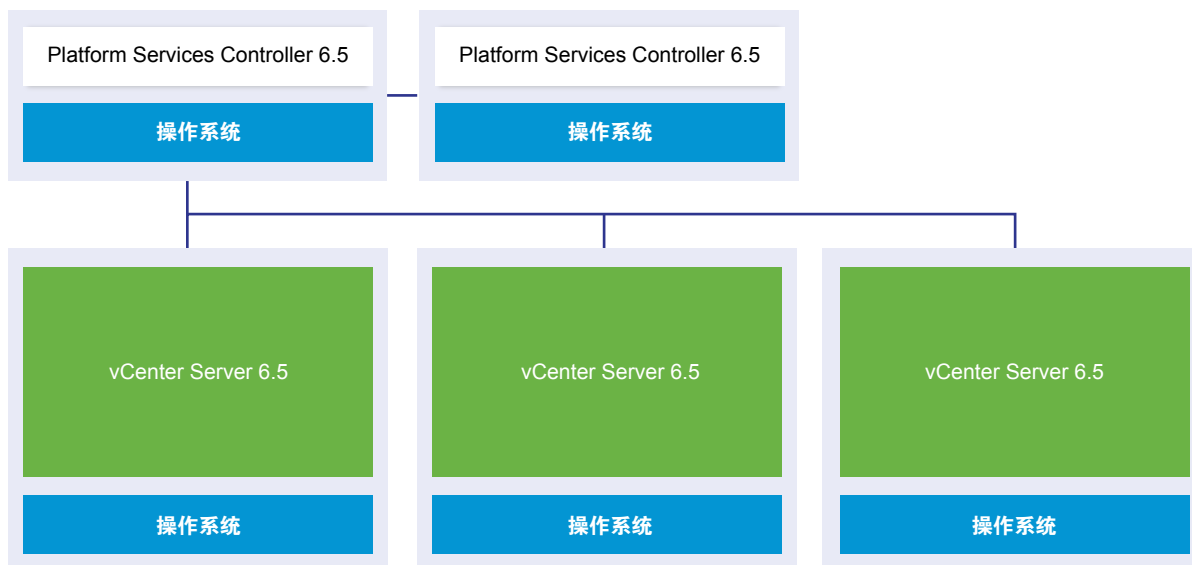 Platform Services Controller 6.5
Platform Services Controller 6.5
操作系统
操作系统
vCenter Server 6.5
vCenter Server 6.5
vCenter Server 6.5
操作系统
操作系统
操作系统